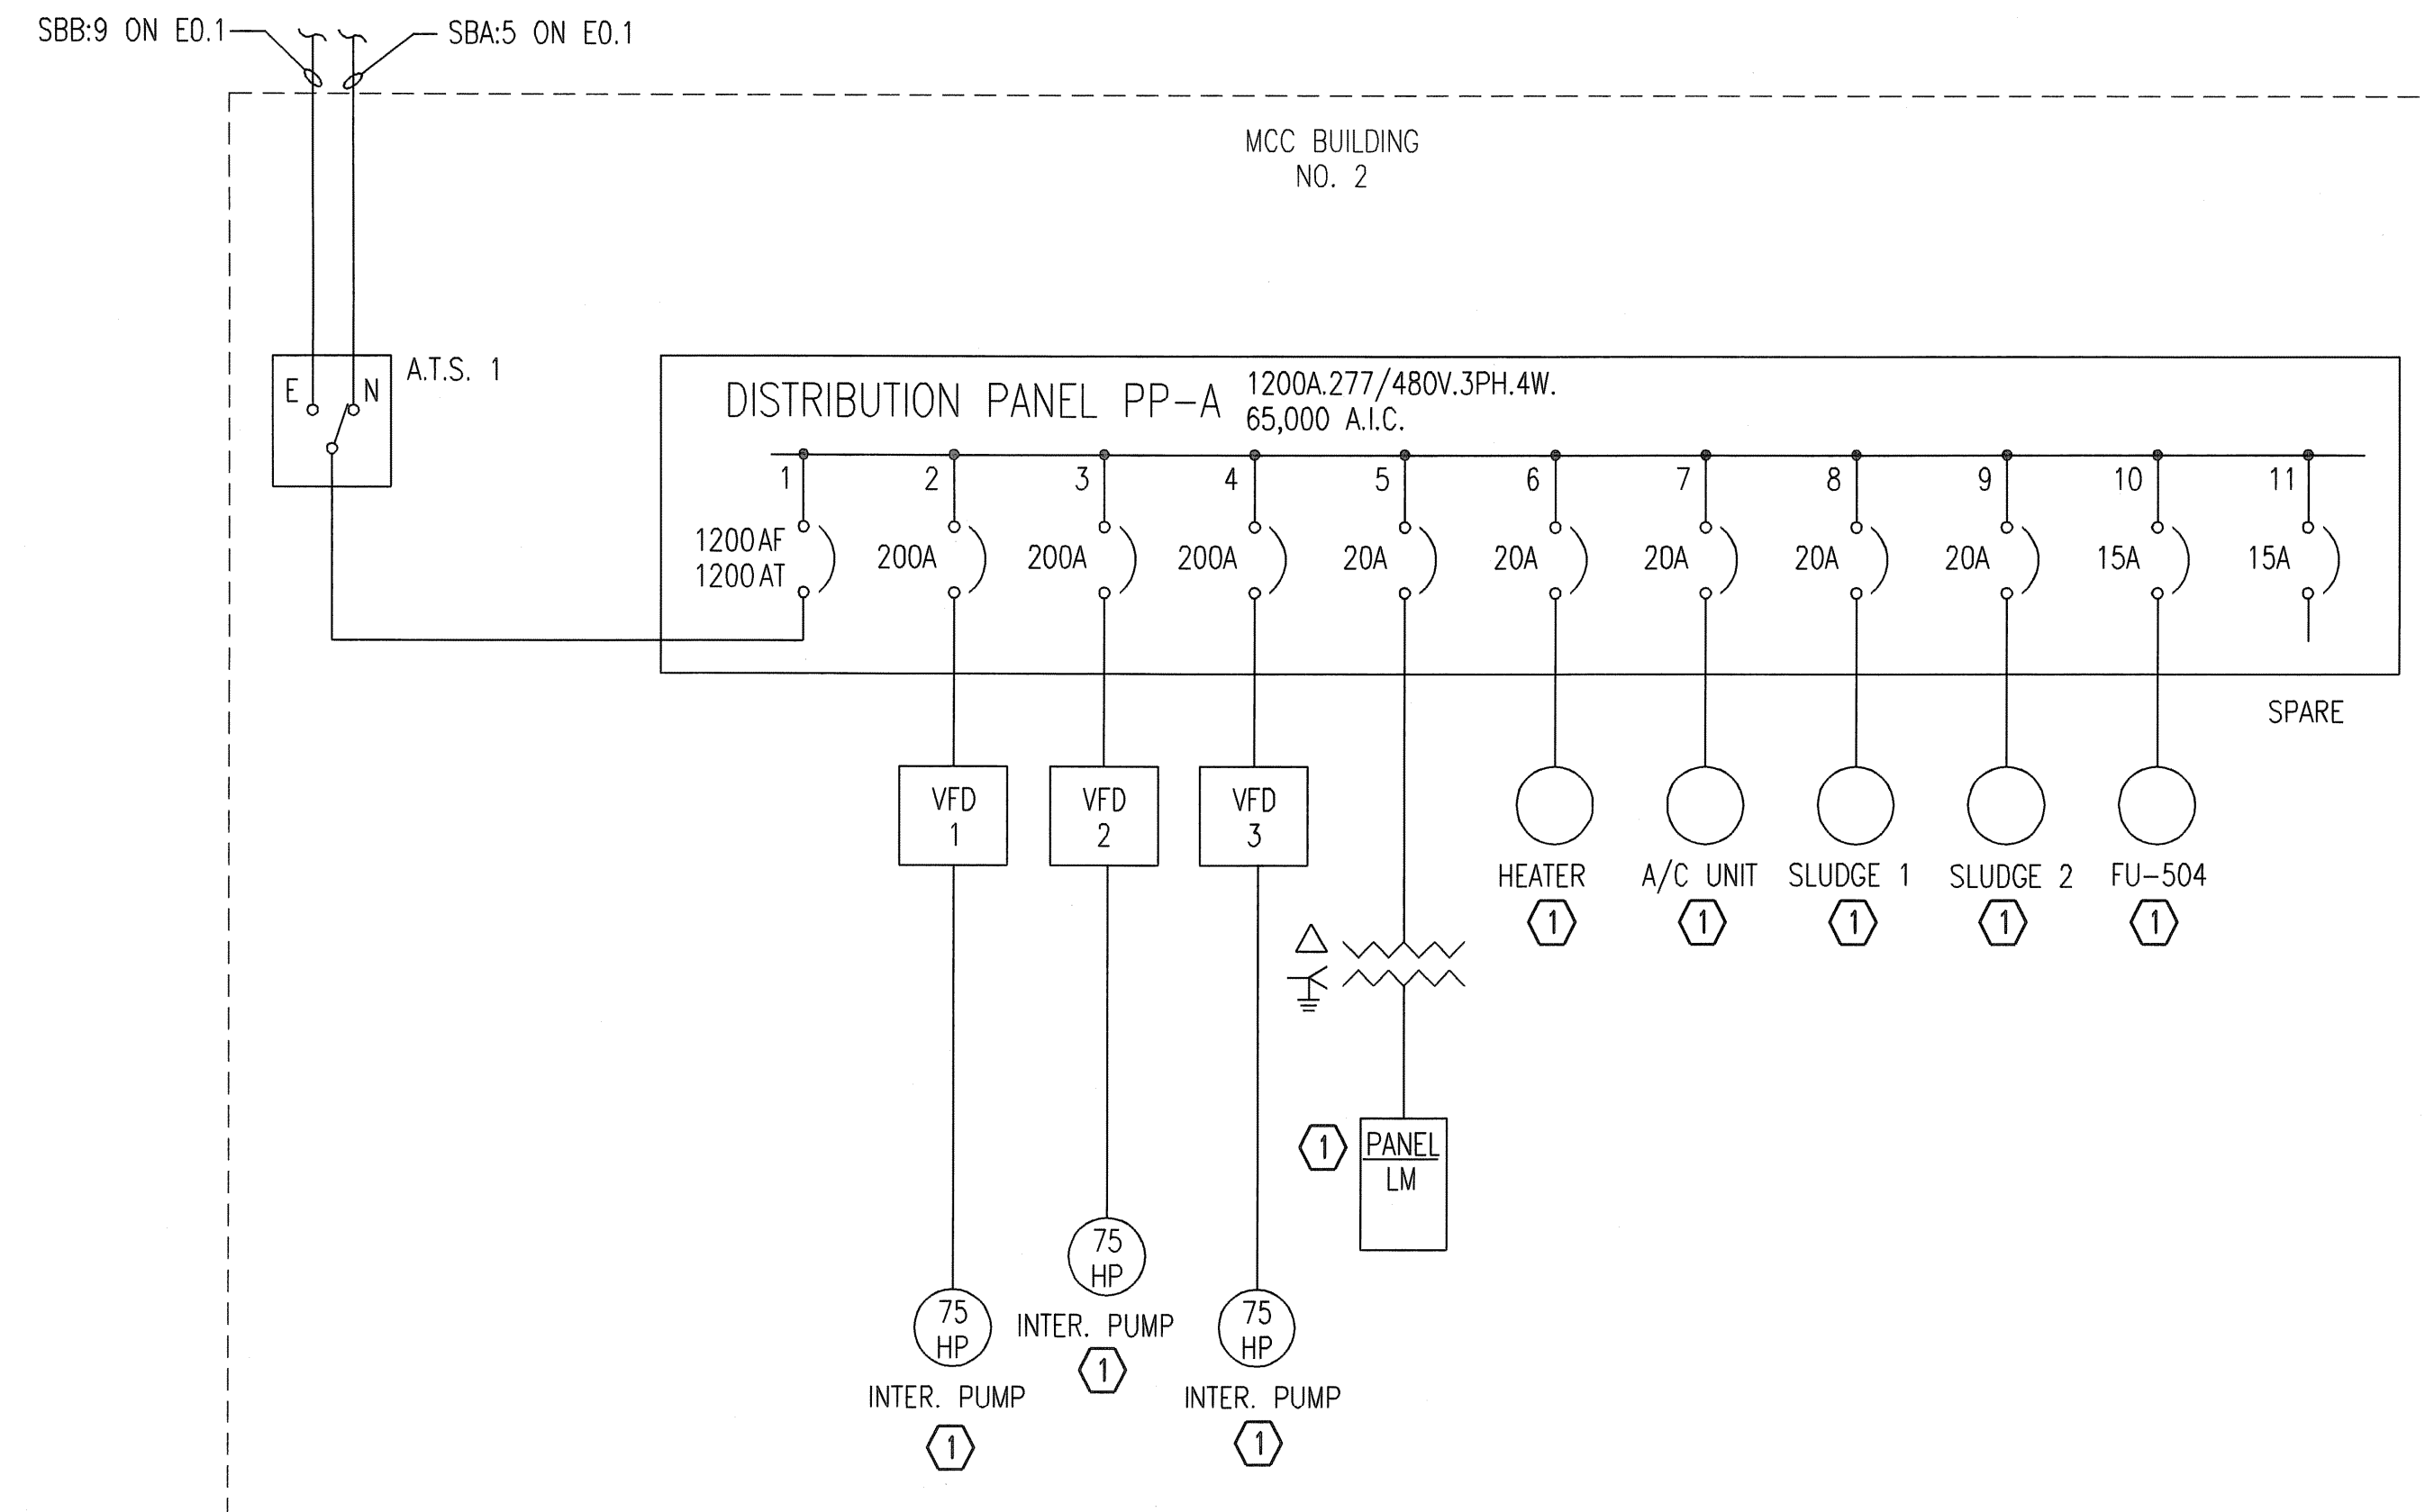 SBB:9 ON E0.1
SBA:5 ON E0.1
MCC BUILDING
NO. 2
A.T.S. 1
E
N
DISTRIBUTION PANEL PP-A
1200A.277/480V.3PH.4W.
65,000 A.I.C.
1
2
3
4
5
6
7
8
9
10
11
1200AF
1200AT
200A
200A
200A
20A
20A
20A
20A
20A
15A
15A
SPARE
VFD
1
VFD
2
VFD
3
HEATER
1
A/C UNIT
1
SLUDGE 1
1
SLUDGE 2
1
FU-504
1
1
PANEL
LM
75
HP
INTER. PUMP
1
75
HP
INTER. PUMP
1
75
HP
INTER. PUMP
1